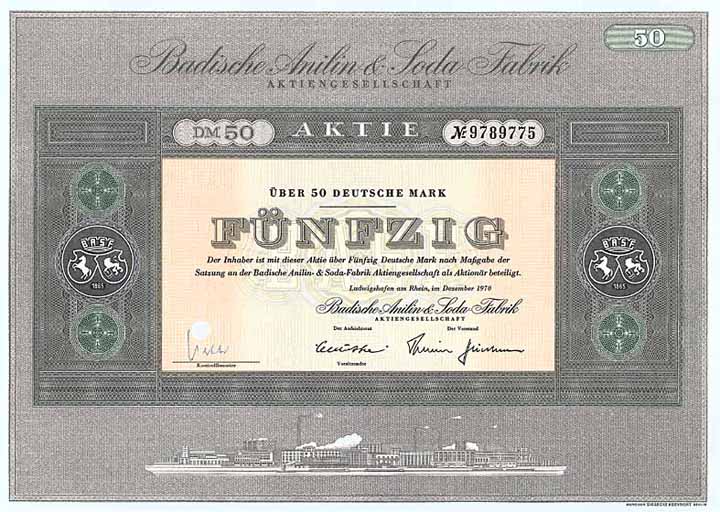 50
Badische Anilin- & Soda-Fabrik
AKTIENGESELLSCHAFT
DM 50 AKTIE № 9789775
ÜBER 50 DEUTSCHE MARK
FÜNFZIG
Der Inhaber ist mit dieser Aktie über Fünfzig Deutsche Mark nach Maßgabe der
Satzung an der Badische Anilin- & Soda-Fabrik Aktiengesellschaft als Aktionär beteiligt.
Ludwigshafen am Rhein, im Dezember 1970
Badische Anilin- & Soda-Fabrik
AKTIENGESELLSCHAFT
Der Aufsichtsrat Der Vorstand
Kontrollbeamter Vorsitzender
BASF
1865
BASF
1865
GIESECKE & DEVRIENT